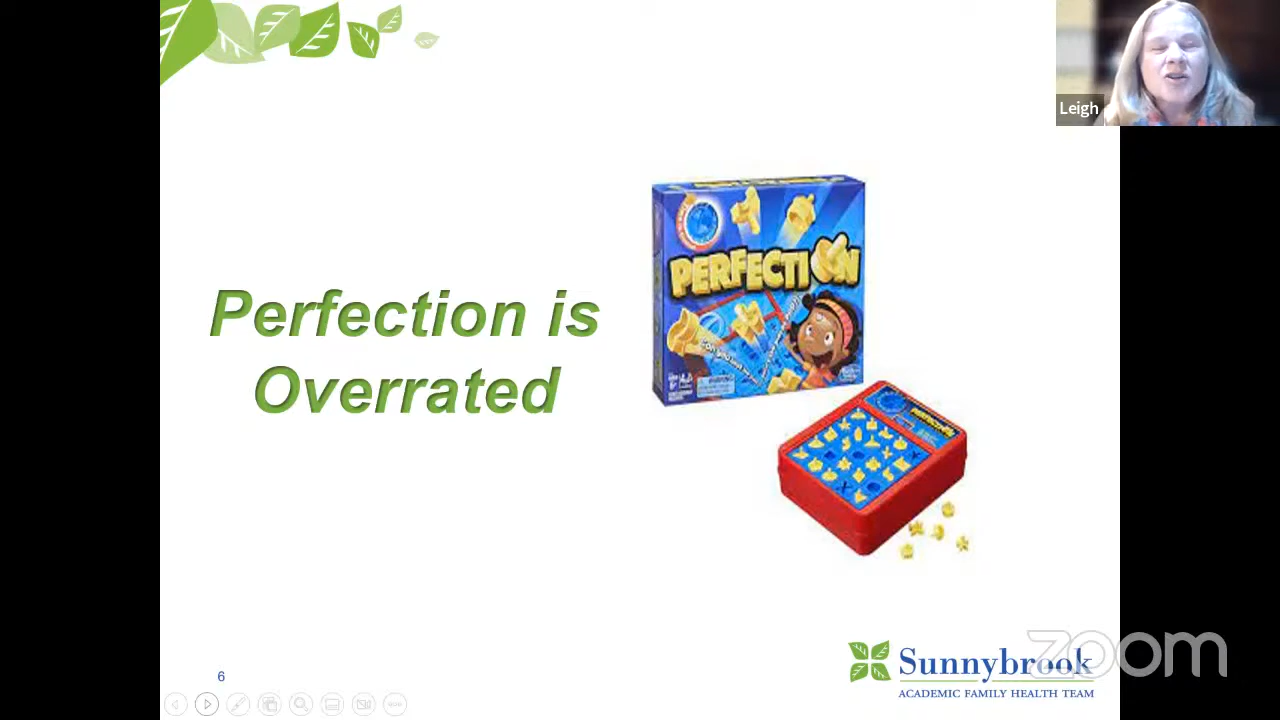 Leigh
PERFECTION
Perfection is
Overrated
6
Sunnybrook
ACADEMIC FAMILY HEALTH TEAM
zoom